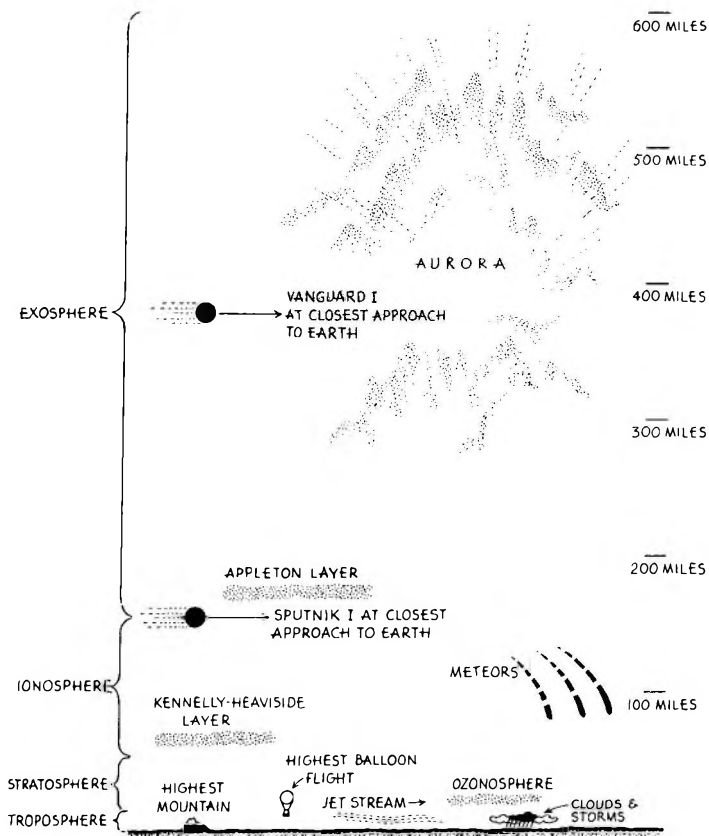 600 MILES
500 MILES
AURORA
400 MILES
EXOSPHERE
VANGUARD I
AT CLOSEST APPROACH
TO EARTH
300 MILES
200 MILES
APPLETON LAYER
SPUTNIK I AT CLOSEST
APPROACH TO EARTH
METEORS
IONOSPHERE
100 MILES
KENNELLY-HEAVISIDE
LAYER
HIGHEST BALLOON
FLIGHT
STRATOSPHERE
HIGHEST
MOUNTAIN
JET STREAM
OZONOSPHERE
CLOUDS &
STORMS
TROPOSPHERE